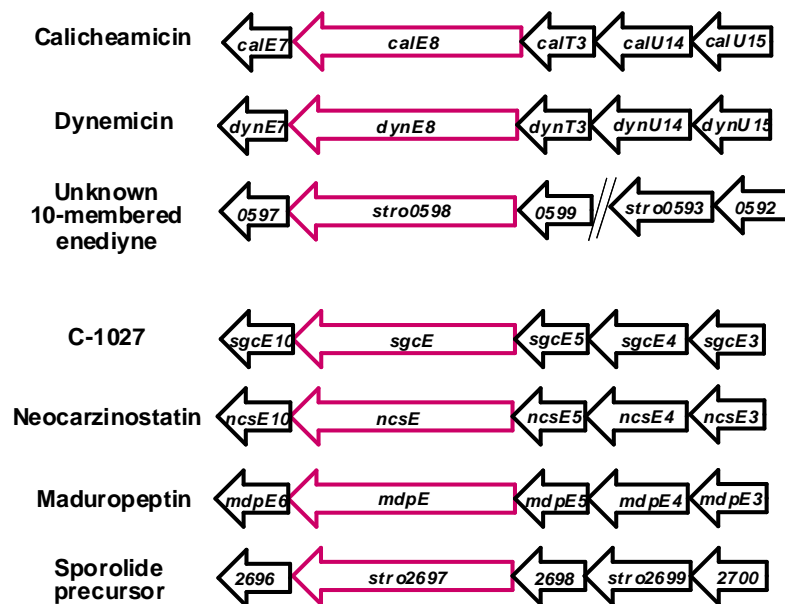 Calicheamicin calE7 calE8 calT3 calU14 calU15
Dynemicin dynE7 dynE8 dynT3 dynU14 dynU15
Unknown
10-membered 0597 stro0598 0599 // stro0593 0592
enediyne
C-1027 sgcE10 sgcE sgcE5 sgcE4 sgcE3
Neocarzinostatin ncsE10 ncsE ncsE5 ncsE4 ncsE3
Maduropeptin mdpE6 mdpE mdpE5 mdpE4 mdpE3
Sporolide 2696 stro2697 2698 stro2699 2700
precursor